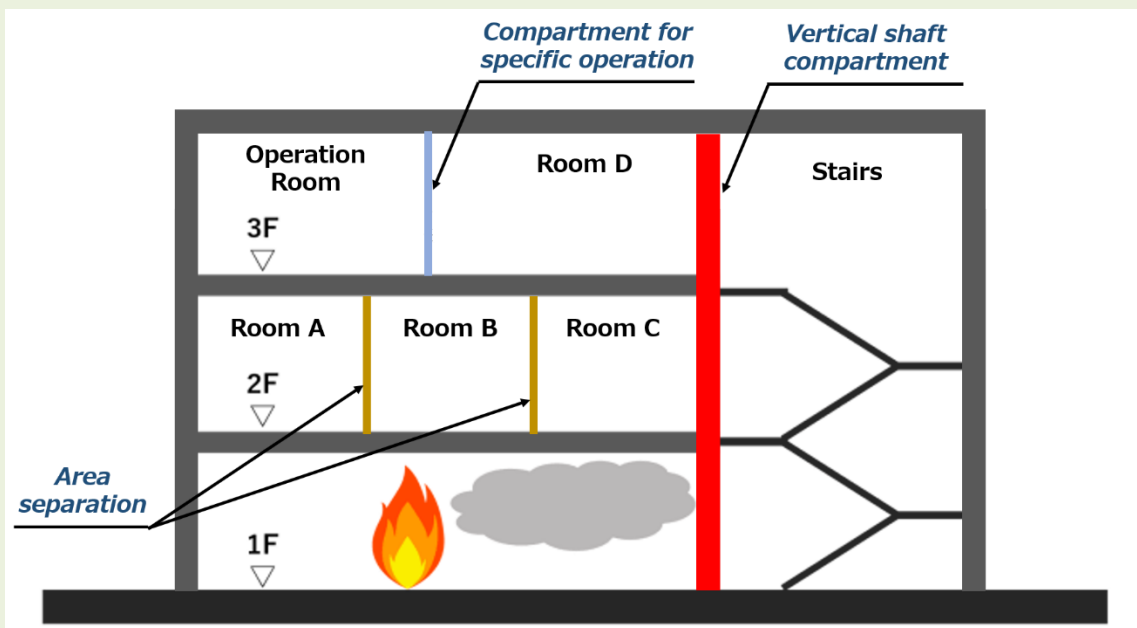 Compartment for
specific operation
Vertical shaft
compartment
Operation
Room
Room D
Stairs
3F
Room A
Room B
Room C
2F
Area
separation
1F